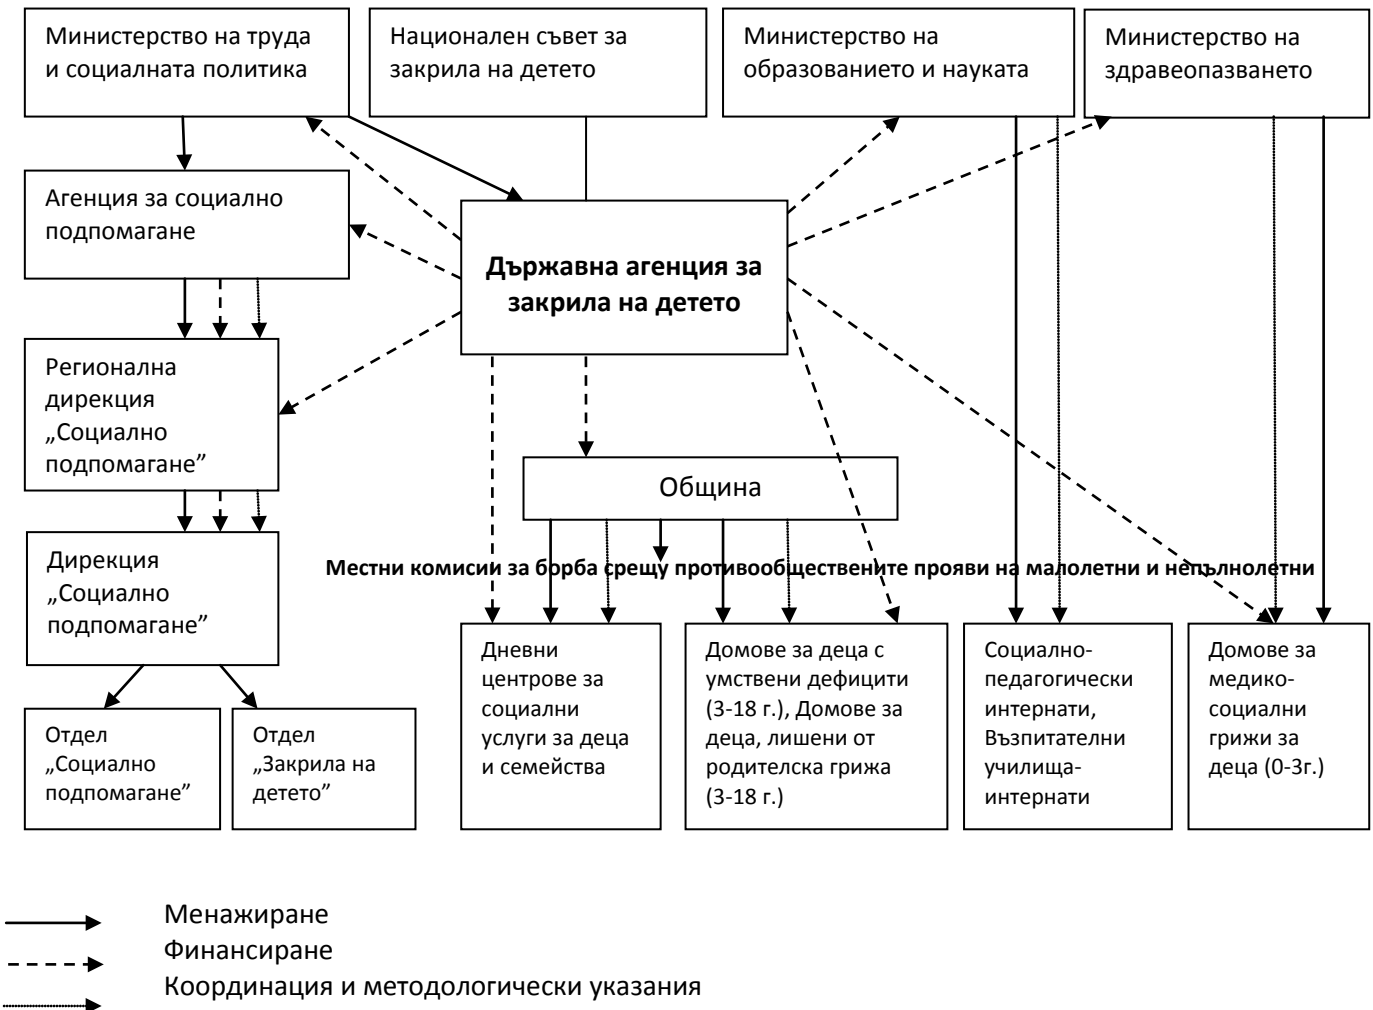 Министерство на труда
и социалната политика
Национален съвет за
закрила на детето
Министерство на
образованието и науката
Министерство на
здравеопазването
Агенция за социално
подпомагане
Държавна агенция за
закрила на детето
Регионална
дирекция
„Социално
подпомагане”
Община
Дирекция
„Социално
подпомагане”
Местни комисии за борба срещу противообществените прояви на малолетни и непълнолетни
Отдел
„Социално
подпомагане”
Отдел
„Закрила на
детето”
Дневни
центрове за
социални
услуги за деца
и семейства
Домове за деца с
умствени дефицити
(3-18 г.), Домове за
деца, лишени от
родителска грижа
(3-18 г.)
Социално-
педагогически
интернати,
Възпитателни
училища-
интернати
Домове за
медико-
социални
грижи за
деца (0-3г.)
Менажиране
Финансиране
Координация и методологически указания